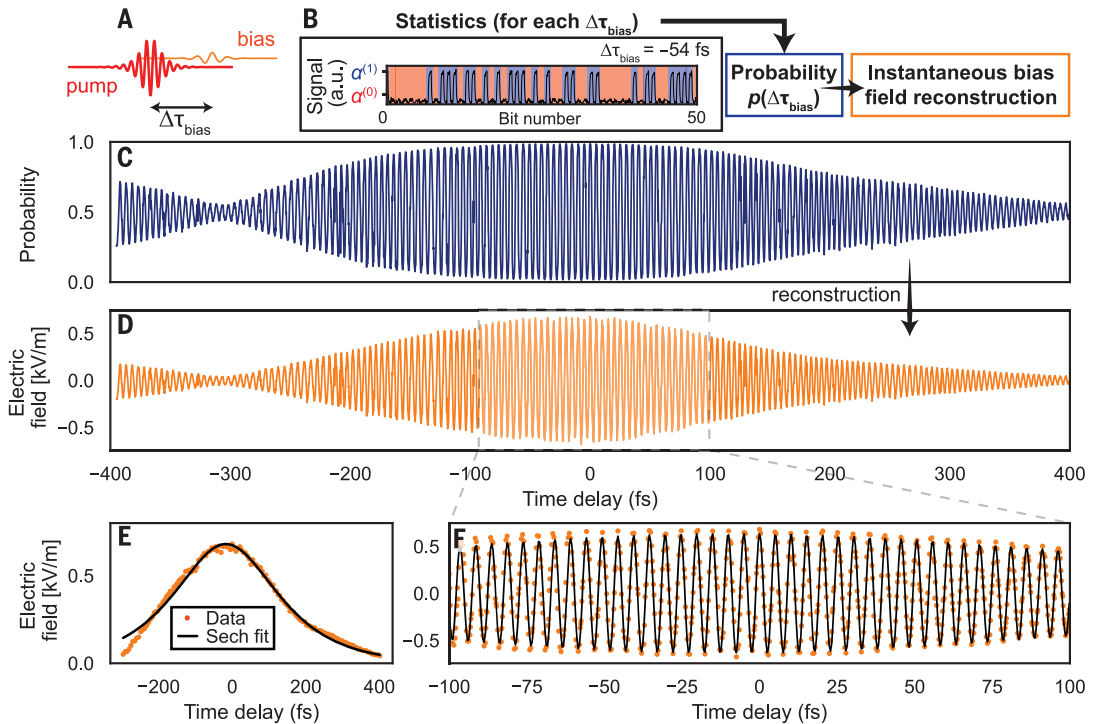 A
bias
pump
Δτbias
B
Statistics (for each Δτbias)
Δτbias = −54 fs
Signal (a.u.)
α(1)
α(0)
0
Bit number
50
Probability p(Δτbias)
Instantaneous bias field reconstruction
C
Probability
1.0
0.5
0.0
reconstruction
D
Electric field [kV/m]
0.5
0.0
−0.5
−400 −300 −200 −100 0 100 200 300 400
Time delay (fs)
E
Electric field [kV/m]
0.5
0.0
Data
Sech fit
−200 0 200 400
Time delay (fs)
F
0.5
0.0
−0.5
−100 −75 −50 −25 0 25 50 75 100
Time delay (fs)